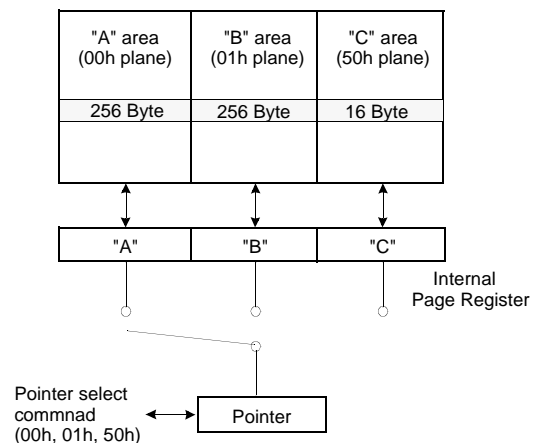 "A" area
(00h plane)
"B" area
(01h plane)
"C" area
(50h plane)
256 Byte
256 Byte
16 Byte
"A"
"B"
"C"
Internal
Page Register
Pointer select
commnad
(00h, 01h, 50h)
Pointer